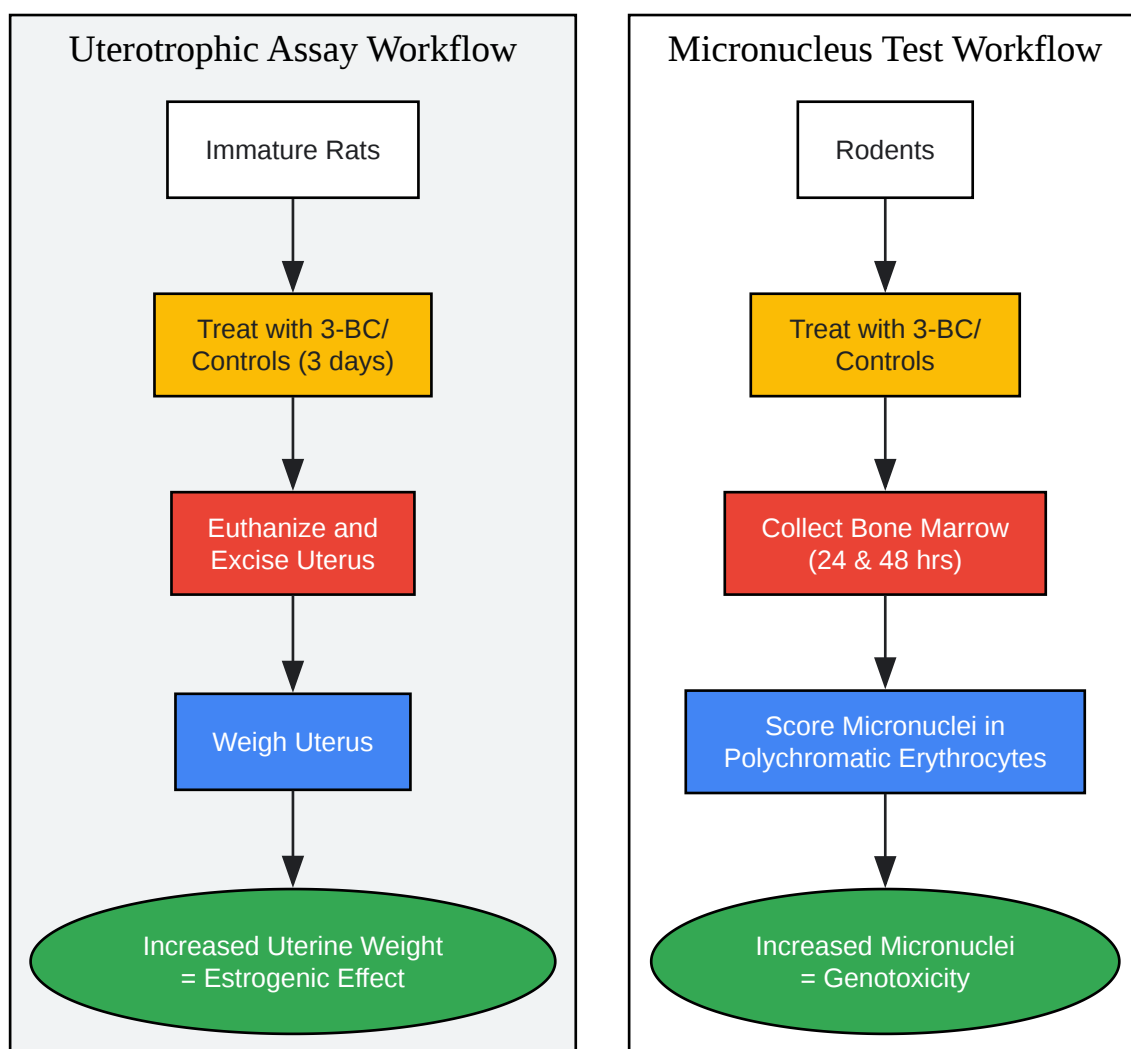 Uterotrophic Assay Workflow
Immature Rats
Treat with 3-BC/
Controls (3 days)
Euthanize and
Excise Uterus
Weigh Uterus
Increased Uterine Weight
= Estrogenic Effect
Micronucleus Test Workflow
Rodents
Treat with 3-BC/
Controls
Collect Bone Marrow
(24 & 48 hrs)
Score Micronuclei in
Polychromatic Erythrocytes
Increased Micronuclei
= Genotoxicity